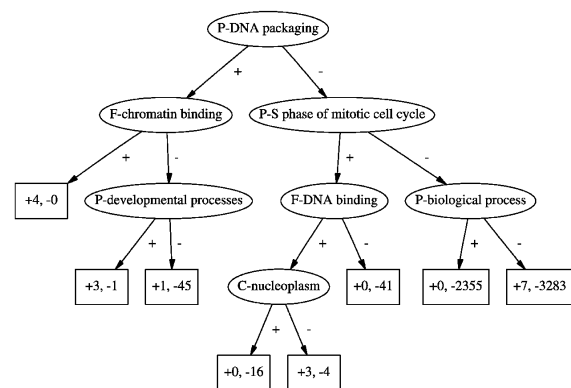 P-DNA packaging
+ -
F-chromatin binding P-S phase of mitotic cell cycle
+ - + -
+4, -0 P-developmental processes F-DNA binding P-biological process
+ - + - + -
+3, -1 +1, -45 C-nucleoplasm +0, -41 +0, -2355 +7, -3283
+ -
+0, -16 +3, -4